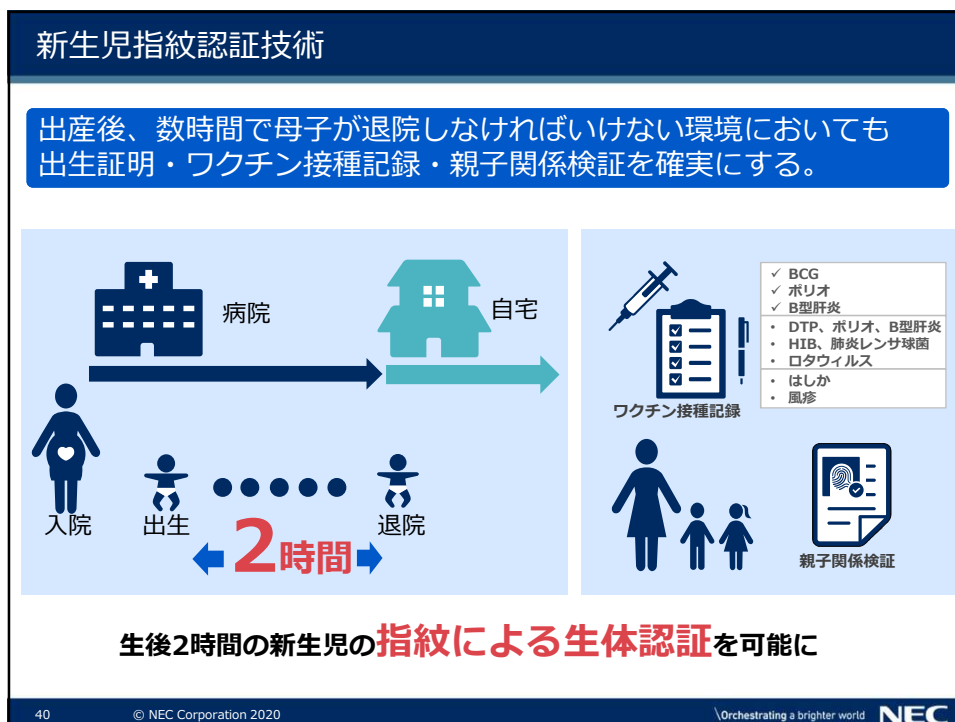 新生児指紋認証技術
出産後、数時間で母子が退院しなければいけない環境においても
出生証明・ワクチン接種記録・親子関係検証を確実にする。
病院
自宅
入院
出生
退院
2時間
✓ BCG
✓ ポリオ
✓ B型肝炎
・ DTP、ポリオ、B型肝炎
・ HIB、肺炎レンサ球菌
・ ロタウィルス
・ はしか
・ 風疹
ワクチン接種記録
親子関係検証
生後2時間の新生児の指紋による生体認証を可能に
40 © NEC Corporation 2020
\Orchestrating a brighter world NEC